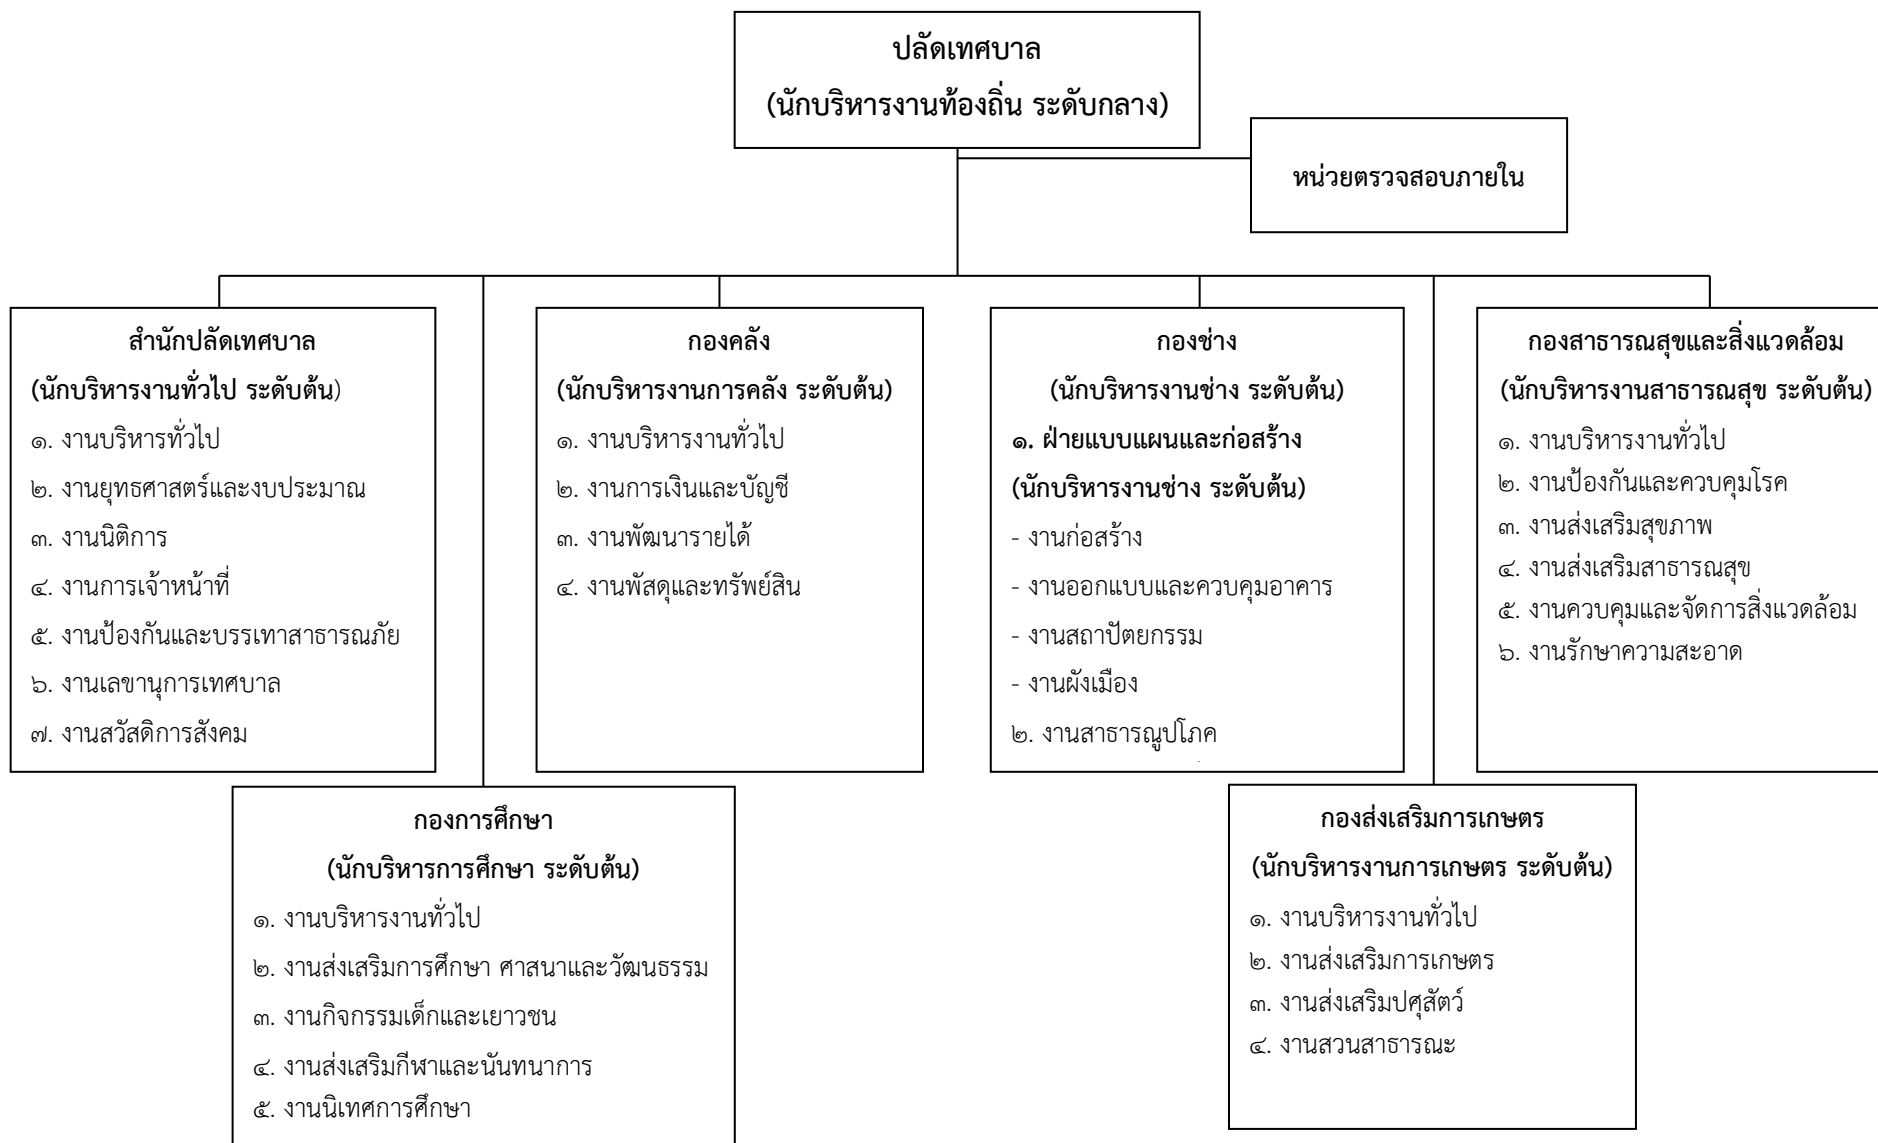 ปลัดเทศบาล
(นักบริหารงานท้องถิ่น ระดับกลาง)
หน่วยตรวจสอบภายใน
สำนักปลัดเทศบาล
(นักบริหารงานทั่วไป ระดับต้น)
๑. งานบริหารทั่วไป
๒. งานยุทธศาสตร์และงบประมาณ
๓. งานนิติการ
๔. งานการเจ้าหน้าที่
๕. งานป้องกันและบรรเทาสาธารณภัย
๖. งานเลขานุการเทศบาล
๗. งานสวัสดิการสังคม
กองคลัง
(นักบริหารงานการคลัง ระดับต้น)
๑. งานบริหารงานทั่วไป
๒. งานการเงินและบัญชี
๓. งานพัฒนารายได้
๔. งานพัสดุและทรัพย์สิน
กองช่าง
(นักบริหารงานช่าง ระดับต้น)
๑. ฝ่ายแบบแผนและก่อสร้าง
(นักบริหารงานช่าง ระดับต้น)
- งานก่อสร้าง
- งานออกแบบและควบคุมอาคาร
- งานสถาปัตยกรรม
- งานผังเมือง
๒. งานสาธารณูปโภค
กองสาธารณสุขและสิ่งแวดล้อม
(นักบริหารงานสาธารณสุข ระดับต้น)
๑. งานบริหารงานทั่วไป
๒. งานป้องกันและควบคุมโรค
๓. งานส่งเสริมสุขภาพ
๔. งานส่งเสริมสาธารณสุข
๕. งานควบคุมและจัดการสิ่งแวดล้อม
๖. งานรักษาความสะอาด
กองการศึกษา
(นักบริหารการศึกษา ระดับต้น)
๑. งานบริหารงานทั่วไป
๒. งานส่งเสริมการศึกษา ศาสนาและวัฒนธรรม
๓. งานกิจกรรมเด็กและเยาวชน
๔. งานส่งเสริมกีฬาและนันทนาการ
๕. งานนิเทศการศึกษา
กองส่งเสริมการเกษตร
(นักบริหารงานการเกษตร ระดับต้น)
๑. งานบริหารงานทั่วไป
๒. งานส่งเสริมการเกษตร
๓. งานส่งเสริมปศุสัตว์
๔. งานสวนสาธารณะ